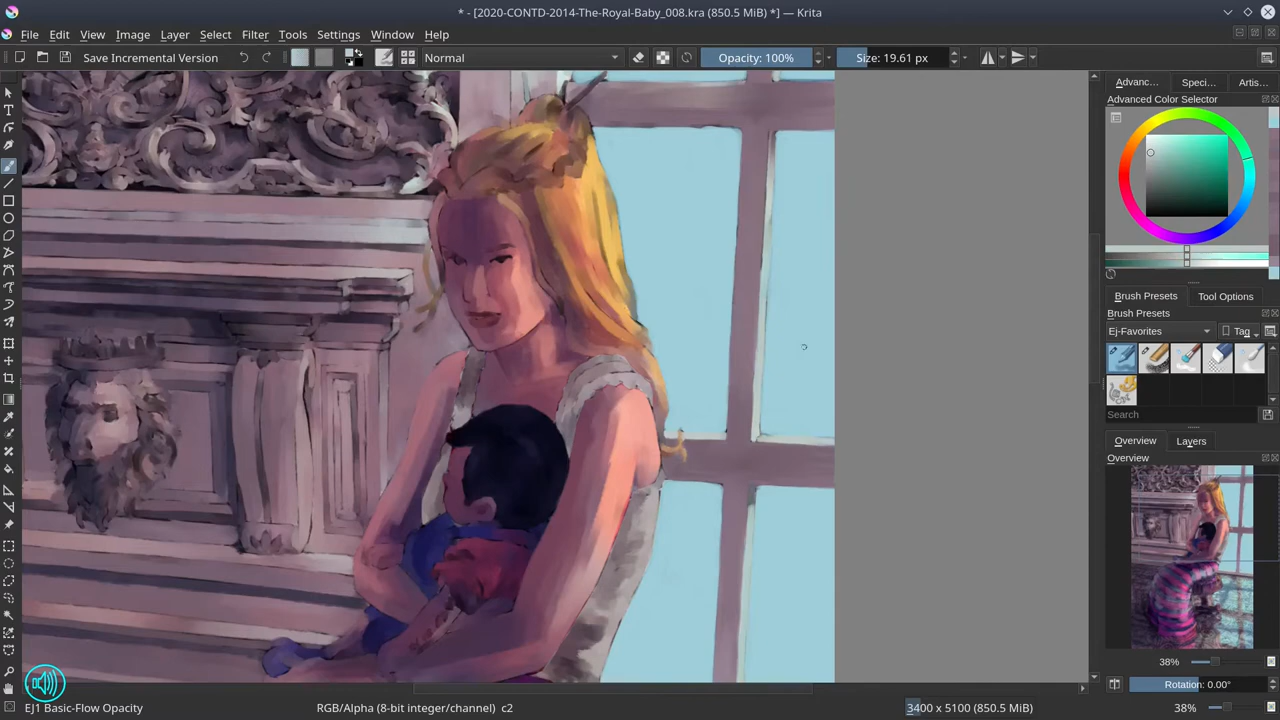 * - [2020-CONTD-2014-The-Royal-Baby_008.kra (850.5 MiB) *] — Krita
File Edit View Image Layer Select Filter Tools Settings Window Help
Save Incremental Version
Normal
Opacity: 100%
Size: 19.61 px
Advanc...
Speci...
Artis...
Advanced Color Selector
Brush Presets
Tool Options
Brush Presets
Ej-Favorites
Tag
Search
Overview
Layers
Overview
38%
Rotation: 0.00°
EJ1 Basic-Flow Opacity
RGB/Alpha (8-bit integer/channel) c2
3400 x 5100 (850.5 MiB)
38%